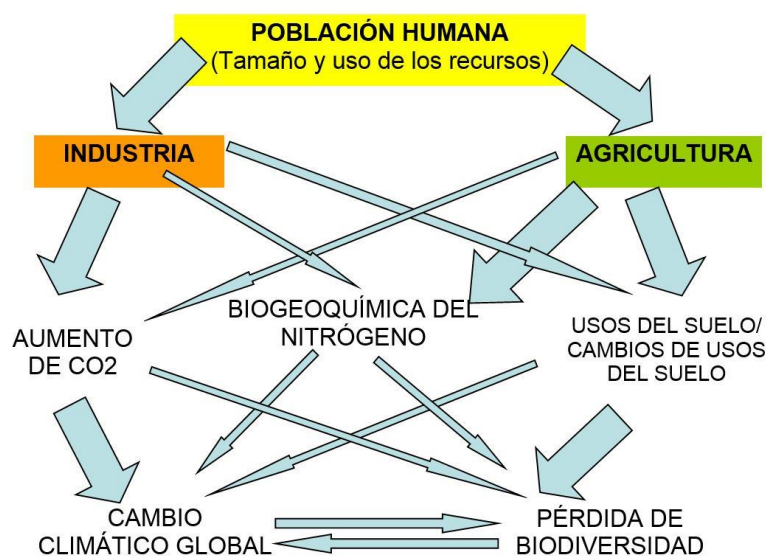 POBLACIÓN HUMANA
(Tamaño y uso de los recursos)
INDUSTRIA
AGRICULTURA
AUMENTO
DE CO2
BIOGEOQUÍMICA DEL
NITRÓGENO
USOS DEL SUELO/
CAMBIOS DE USOS
DEL SUELO
CAMBIO
CLIMÁTICO GLOBAL
PÉRDIDA DE
BIODIVERSIDAD